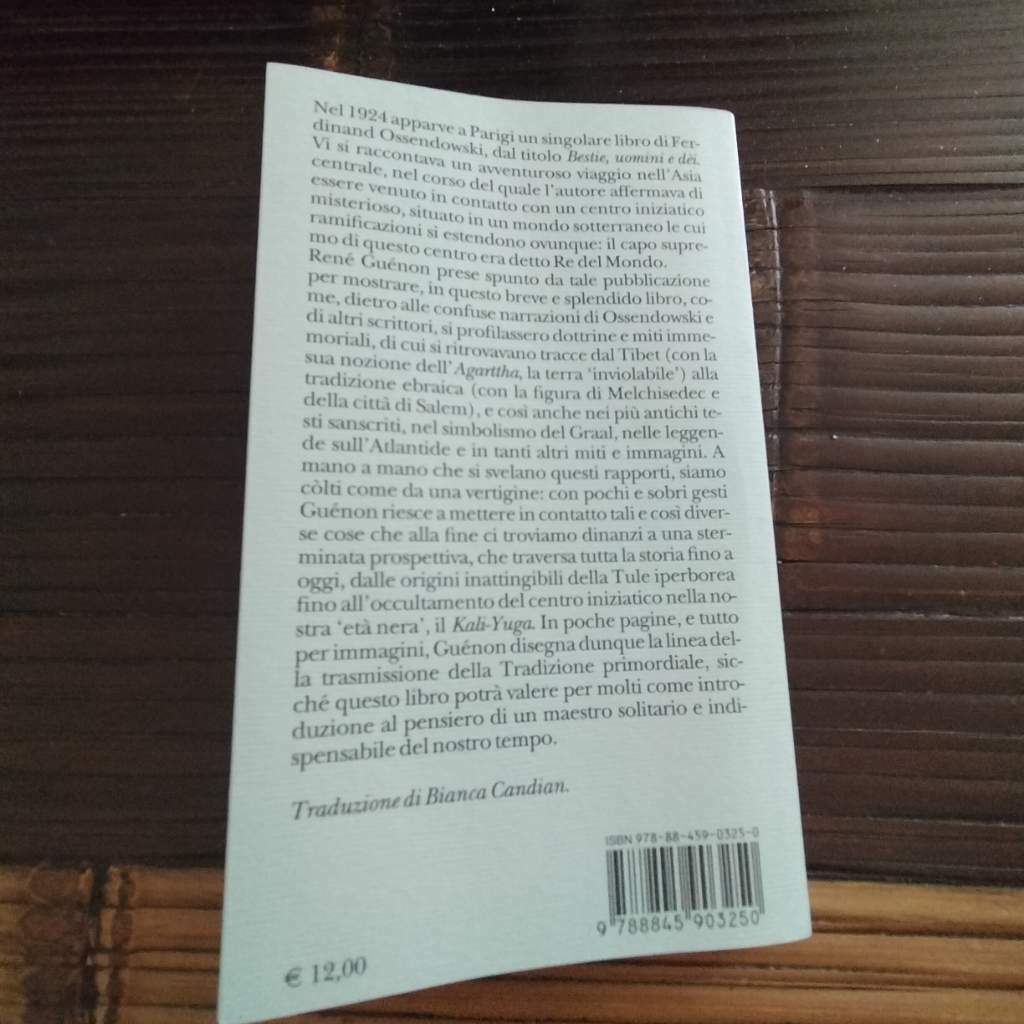 Nel 1924 apparve a Parigi un singolare libro di Fer-
dinand Ossendowski, dal titolo Bestie, uomini e dèi.
Vi si raccontava un avventuroso viaggio nell'Asia
centrale, nel corso del quale l'autore affermava di
essere venuto in contatto con un centro iniziatico
misterioso, situato in un mondo sotterraneo le cui
ramificazioni si estendono ovunque: il capo supre-
mo di questo centro era detto Re del Mondo.
René Guénon prese spunto da tale pubblicazione
per mostrare, in questo breve e splendido libro, co-
me, dietro alle confuse narrazioni di Ossendowski e
di altri scrittori, si profilassero dottrine e miti imme-
moriali, di cui si ritrovavano tracce dal Tibet (con la
sua nozione dell'Agarttha, la terra 'inviolabile') alla
tradizione ebraica (con la figura di Melchisedec e
della città di Salem), e così anche nei più antichi te-
sti sanscriti, nel simbolismo del Graal, nelle leggen-
de sull'Atlantide e in tanti altri miti e immagini. A
mano a mano che si svelano questi rapporti, siamo
còlti come da una vertigine: con pochi e sobri gesti
Guénon riesce a mettere in contatto tali e così diver-
se cose che alla fine ci troviamo dinanzi a una ster-
minata prospettiva, che traversa tutta la storia fino a
oggi, dalle origini inattingibili della Tule iperborea
fino all'occultamento del centro iniziatico nella no-
stra 'età nera', il Kali-Yuga. In poche pagine, e tutto
per immagini, Guénon disegna dunque la linea del-
la trasmissione della Tradizione primordiale, sic-
ché questo libro potrà valere per molti come intro-
duzione al pensiero di un maestro solitario e indi-
spensabile del nostro tempo.
Traduzione di Bianca Candian.
ISBN 978-88-459-0325-0
9 788845 903250
€ 12,00